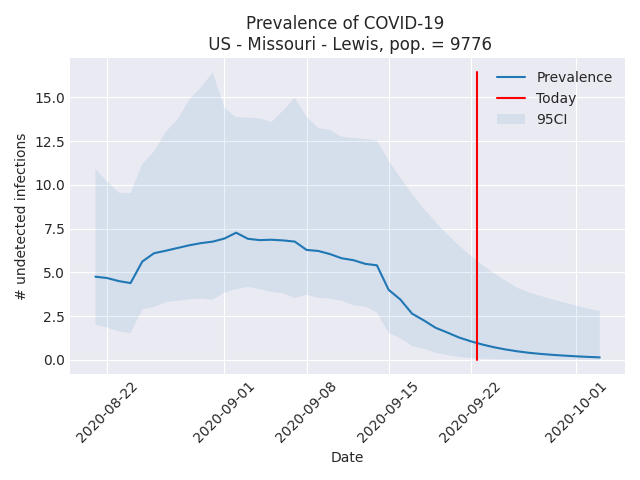 Prevalence of COVID-19
US - Missouri - Lewis, pop. = 9776
Prevalence
Today
95CI
# undetected infections
15.0
12.5
10.0
7.5
5.0
2.5
0.0
2020-08-22
2020-09-01
2020-09-08
2020-09-15
2020-09-22
2020-10-01
Date